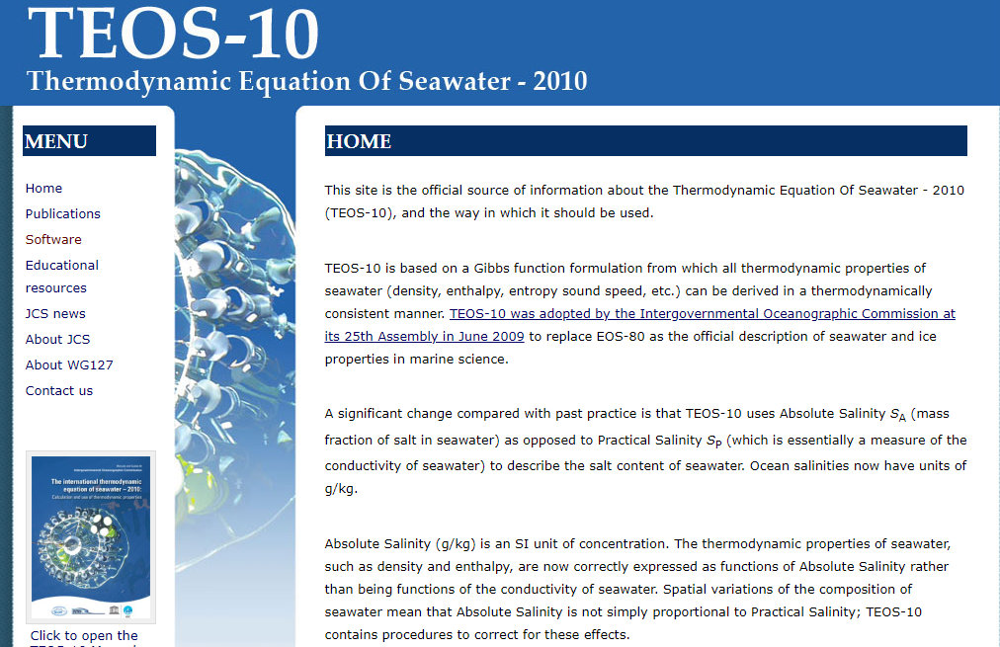 TEOS-10
Thermodynamic Equation Of Seawater - 2010
MENU
Home
Publications
Software
Educational
resources
JCS news
About JCS
About WG127
Contact us
The international thermodynamic
equation of seawater – 2010:
Calculation and use of thermodynamic properties
Click to open the
HOME
This site is the official source of information about the Thermodynamic Equation Of Seawater - 2010
(TEOS-10), and the way in which it should be used.
TEOS-10 is based on a Gibbs function formulation from which all thermodynamic properties of
seawater (density, enthalpy, entropy sound speed, etc.) can be derived in a thermodynamically
consistent manner. TEOS-10 was adopted by the Intergovernmental Oceanographic Commission at
its 25th Assembly in June 2009 to replace EOS-80 as the official description of seawater and ice
properties in marine science.
A significant change compared with past practice is that TEOS-10 uses Absolute Salinity SA (mass
fraction of salt in seawater) as opposed to Practical Salinity SP (which is essentially a measure of the
conductivity of seawater) to describe the salt content of seawater. Ocean salinities now have units of
g/kg.
Absolute Salinity (g/kg) is an SI unit of concentration. The thermodynamic properties of seawater,
such as density and enthalpy, are now correctly expressed as functions of Absolute Salinity rather
than being functions of the conductivity of seawater. Spatial variations of the composition of
seawater mean that Absolute Salinity is not simply proportional to Practical Salinity; TEOS-10
contains procedures to correct for these effects.